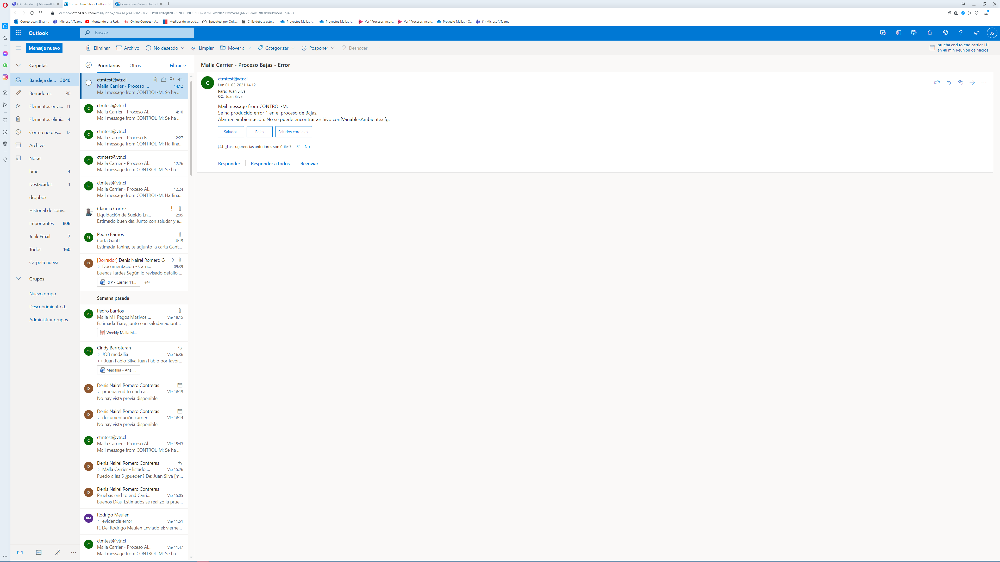 (1) Calendario | Microsoft T
Correo: Juan Silva - Outloo
Correo: Juan Silva - Outloo
outlook.office365.com/mail/inbox/id/AAQkADk1M2M2ODY0LTIxMjItNGE5NC05NDE3LTIwMmFiYmNhZTYwYwAQAN2F2wrkT8tDsxbubwSns5g%3D
Correo: Juan Silva -...
Microsoft Teams
Montando una Red...
Online Courses - A...
Medidor de velocid...
Speedtest por Ookl...
Chile debuta este...
Proyectos Mallas -...
Proyectos Mallas -...
Ver "Procesos Incon...
Ver "Procesos incon...
Proyecto Mallas - O...
(1) Microsoft Teams
Outlook
Buscar
JS
Mensaje nuevo
Eliminar
Archivo
No deseado
Limpiar
Mover a
Categorizar
Posponer
Deshacer
prueba end to end carrier 111
en 48 min Reunión de Micros
Carpetas
Bandeja de... 3040
Borradores 90
Elementos envi... 11
Elementos elimi... 4
Correo no des... 12
Archivo
Notas
bmc 4
Destacados 1
dropbox
Historial de conv...
Importantes 806
Junk Email 7
Todos 160
Carpeta nueva
Grupos
Nuevo grupo
Descubrimiento d...
Administrar grupos
Prioritarios
Otros
Filtrar
ctmtest@vtr.cl
Malla Carrier - Proceso ... 14:12
Mail message from CONTROL-M: Se ha ...
C
ctmtest@vtr.cl
Malla Carrier - Proceso Al... 14:10
Mail message from CONTROL-M: Se ha ...
C
ctmtest@vtr.cl
Malla Carrier - Proceso B... 12:27
Mail message from CONTROL-M: Ha fina...
C
ctmtest@vtr.cl
Malla Carrier - Proceso Al... 12:26
Mail message from CONTROL-M: Se ha ...
C
ctmtest@vtr.cl
Malla Carrier - Proceso Al... 12:24
Mail message from CONTROL-M: Ha fina...
Claudia Cortez
Liquidación de Sueldo En... 12:05
Estimado buen día, Junto con saludar y e...
PB
Pedro Barrios
Carta Gantt 10:15
Estimada Tahina, te adjunto la carta Gant...
D
[Borrador] Denis Nairel Romero Co
Documentación - Carri... 09:39
Buenas Tardes Según lo revisado detallo ...
RFP - Carrier 11... +9
Semana pasada
PB
Pedro Barrios
Malla M1 Pagos Masivos ... Vie 18:15
Estimada Tiare, junto con saludar adjunt...
Weekly Malla M...
CB
Cindy Berroteran
JOB medallia Vie 16:36
++ Juan Pablo Silva Juan Pablo por favor...
Medallia - Anali...
D
Denis Nairel Romero Contreras
prueba end to end car... Vie 16:15
No hay vista previa disponible.
D
Denis Nairel Romero Contreras
documentación carrier... Vie 16:14
No hay vista previa disponible.
C
ctmtest@vtr.cl
Malla Carrier - Proceso Al... Vie 15:43
Mail message from CONTROL-M: Se ha ...
D
Denis Nairel Romero Contreras
Malla Carrier - listado ... Vie 15:26
Puedo a las 5 ¿pueden? De: Juan Silva [m...
D
Denis Nairel Romero Contreras
Pruebas end to end Carri... Vie 15:05
Buenos Días, Estimados se realizó la prue...
RM
Rodrigo Meulen
evidencia error Vie 11:51
R. De: Rodrigo Meulen Enviado el: vierne...
C
ctmtest@vtr.cl
Malla Carrier - Proceso Al... Vie 11:47
Mail message from CONTROL-M: Se ha ...
Malla Carrier - Proceso Bajas - Error
C
ctmtest@vtr.cl
Lun 01-02-2021 14:12
Para: Juan Silva
CC: Juan Silva
Mail message from CONTROL-M:
Se ha producido error 1 en el proceso de Bajas.
Alarma ambientación: No se puede encontrar archivo confVariablesAmbiente.cfg.
Saludos.
Bajas
Saludos cordiales.
¿Las sugerencias anteriores son útiles? Sí No
Responder
Responder a todos
Reenviar